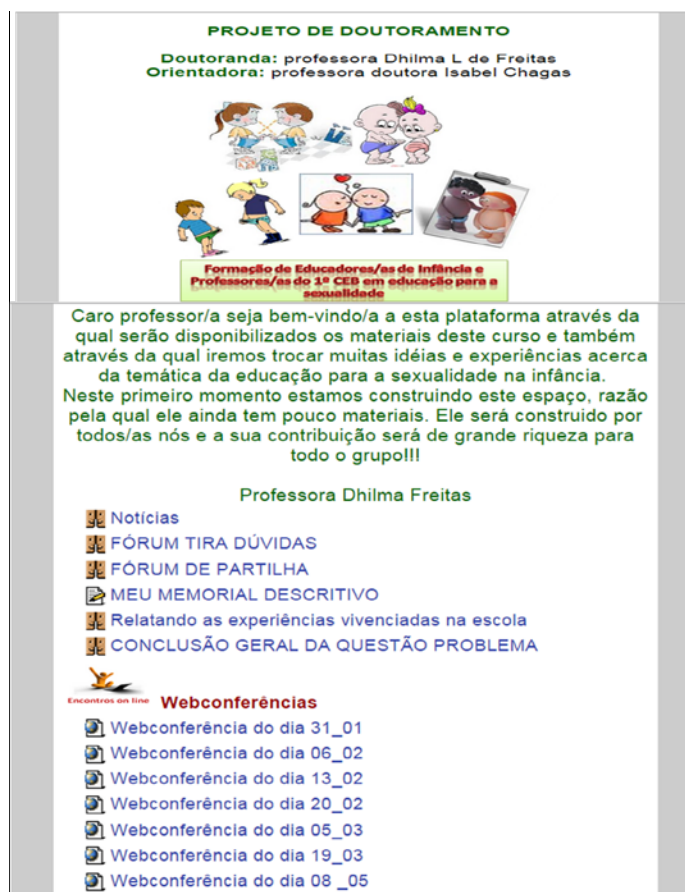 PROJETO DE DOUTORAMENTO
Doutoranda: professora Dhilma L de Freitas
Orientadora: professora doutora Isabel Chagas
Formação de Educadores/as de Infância e
Professores/as do 1º CEB em educação para a
sexualidade
Caro professor/a seja bem-vindo/a a esta plataforma através da
qual serão disponibilizados os materiais deste curso e também
através da qual iremos trocar muitas idéias e experiências acerca
da temática da educação para a sexualidade na infância.
Neste primeiro momento estamos construindo este espaço, razão
pela qual ele ainda tem pouco materiais. Ele será construido por
todos/as nós e a sua contribuição será de grande riqueza para
todo o grupo!!!
Professora Dhilma Freitas
Notícias
FÓRUM TIRA DÚVIDAS
FÓRUM DE PARTILHA
MEU MEMORIAL DESCRITIVO
Relatando as experiências vivenciadas na escola
CONCLUSÃO GERAL DA QUESTÃO PROBLEMA
Encontros on line Webconferências
Webconferência do dia 31_01
Webconferência do dia 06_02
Webconferência do dia 13_02
Webconferência do dia 20_02
Webconferência do dia 05_03
Webconferência do dia 19_03
Webconferência do dia 08 _05